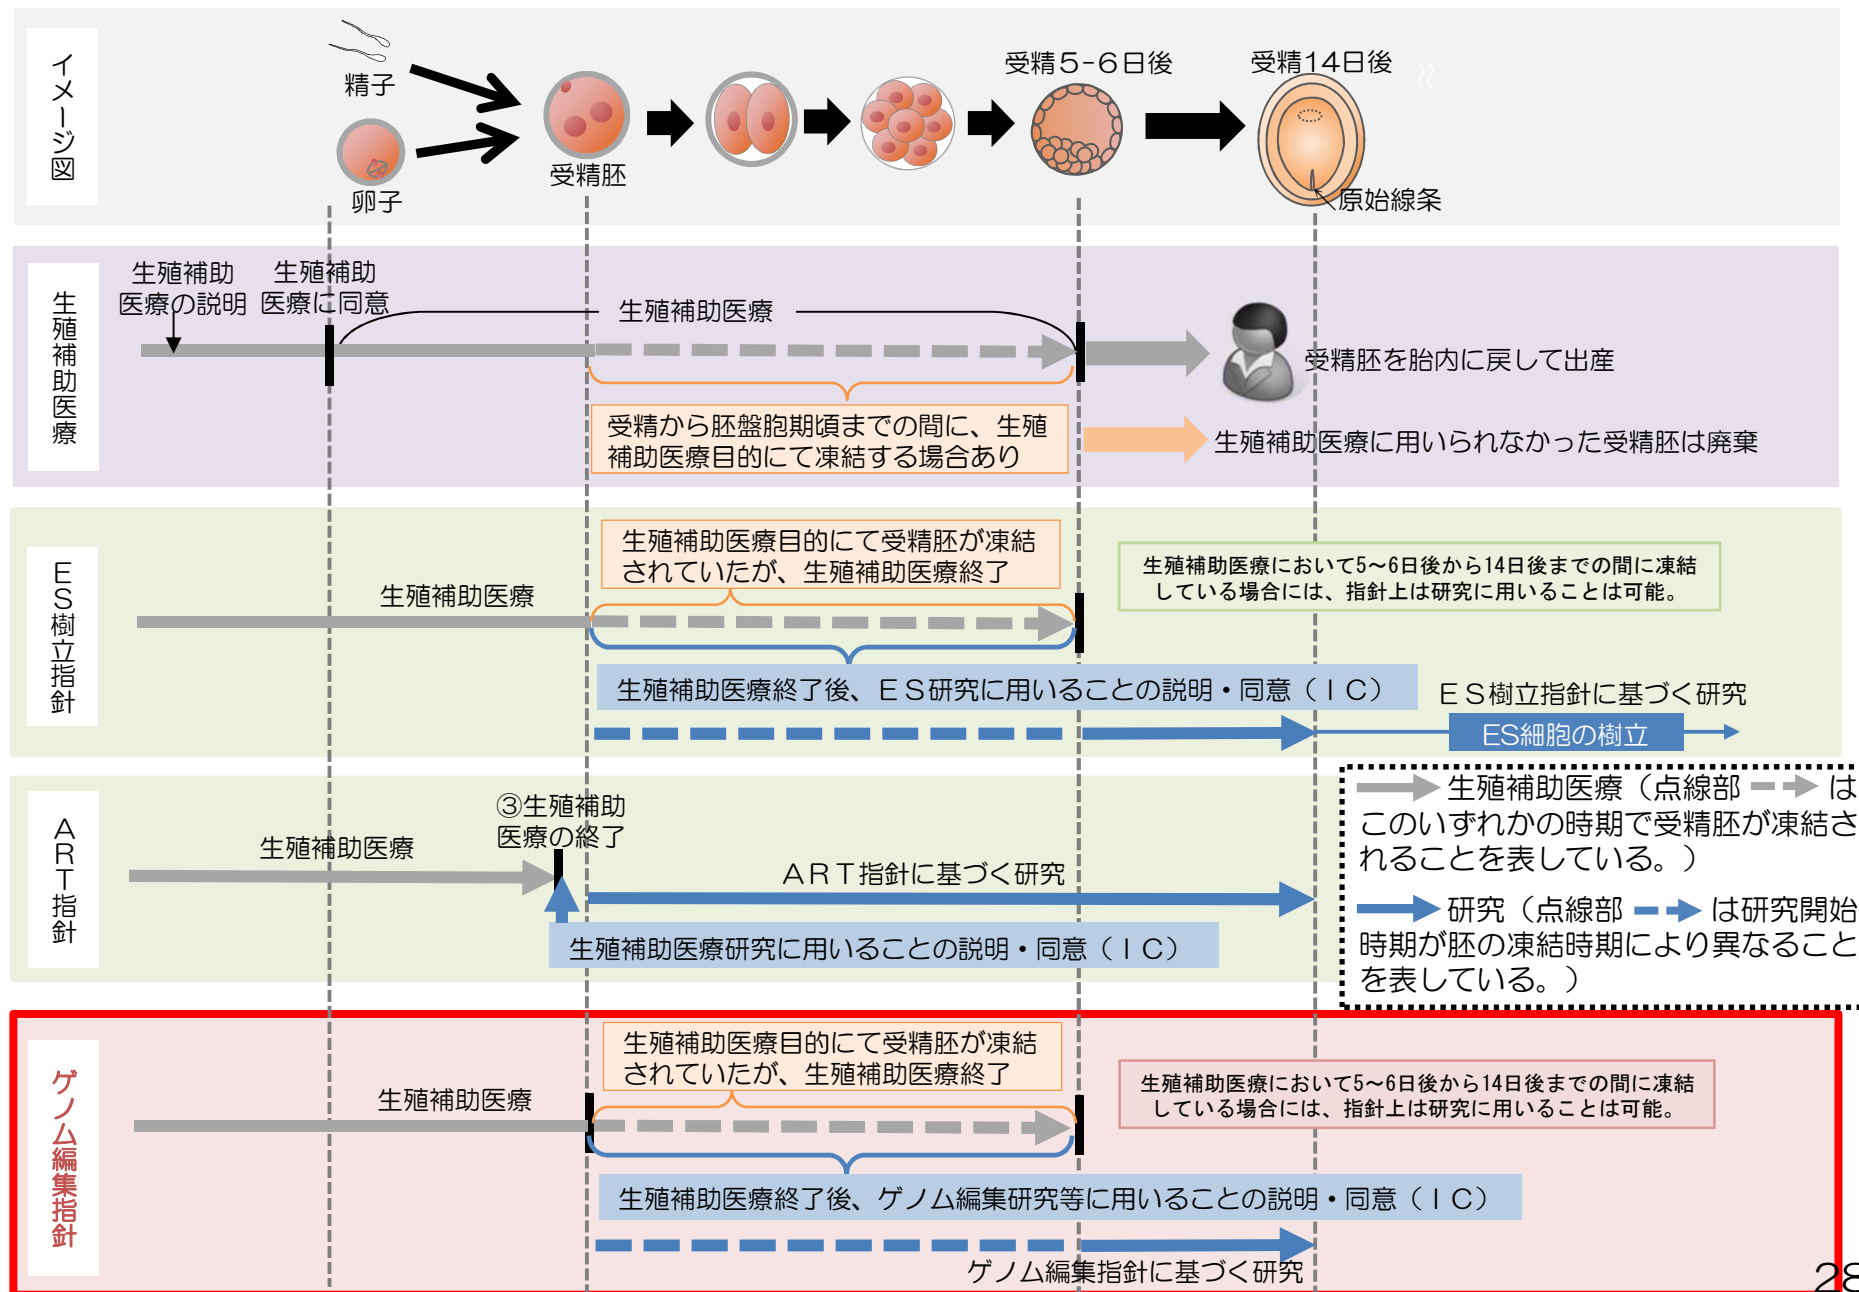 イメージ図
精子
卵子
受精胚
受精5-6日後
受精14日後
原始線条
生殖補助医療
生殖補助
医療の説明
生殖補助
医療に同意
生殖補助医療
受精から胚盤胞期頃までの間に、生殖
補助医療目的にて凍結する場合あり
受精胚を胎内に戻して出産
生殖補助医療に用いられなかった受精胚は廃棄
ES樹立指針
生殖補助医療
生殖補助医療目的にて受精胚が凍結
されていたが、生殖補助医療終了
生殖補助医療において5~6日後から14日後までの間に凍結
している場合には、指針上は研究に用いることは可能。
生殖補助医療終了後、ES研究に用いることの説明・同意(IC)
ES樹立指針に基づく研究
ES細胞の樹立
ART指針
生殖補助医療
③生殖補助
医療の終了
ART指針に基づく研究
生殖補助医療研究に用いることの説明・同意(IC)
生殖補助医療(点線部 は
このいずれかの時期で受精胚が凍結さ
れることを表している。)
研究(点線部 は研究開始
時期が胚の凍結時期により異なること
を表している。)
ゲノム編集指針
生殖補助医療
生殖補助医療目的にて受精胚が凍結
されていたが、生殖補助医療終了
生殖補助医療において5~6日後から14日後までの間に凍結
している場合には、指針上は研究に用いることは可能。
生殖補助医療終了後、ゲノム編集研究等に用いることの説明・同意(IC)
ゲノム編集指針に基づく研究
28